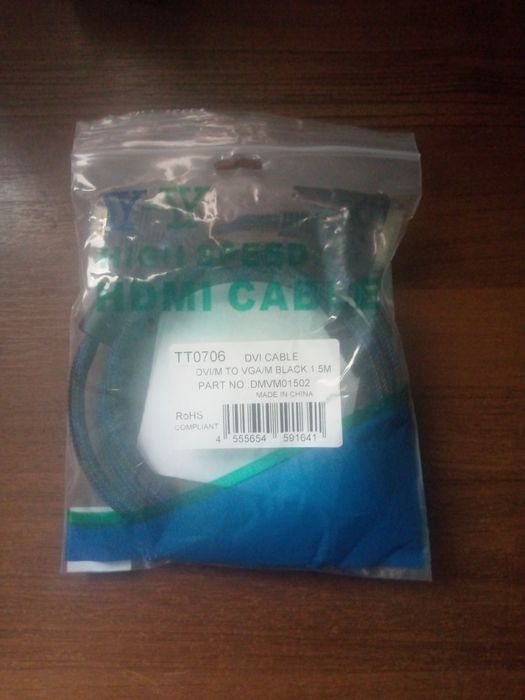 Y Y
HIGH SPEED
HDMI CABLE
TT0706 DVI CABLE
DVI/M TO VGA/M BLACK 1.5M
PART NO .DMVM01502
MADE IN CHINA
RoHS
COMPLIANT
4 555654 591641